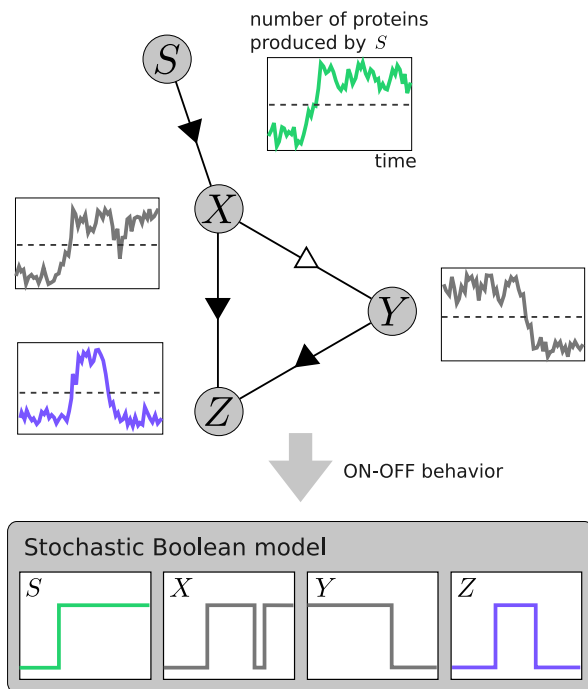 number of proteins
produced by S
S
time
X
Y
Z
ON-OFF behavior
Stochastic Boolean model
S
X
Y
Z